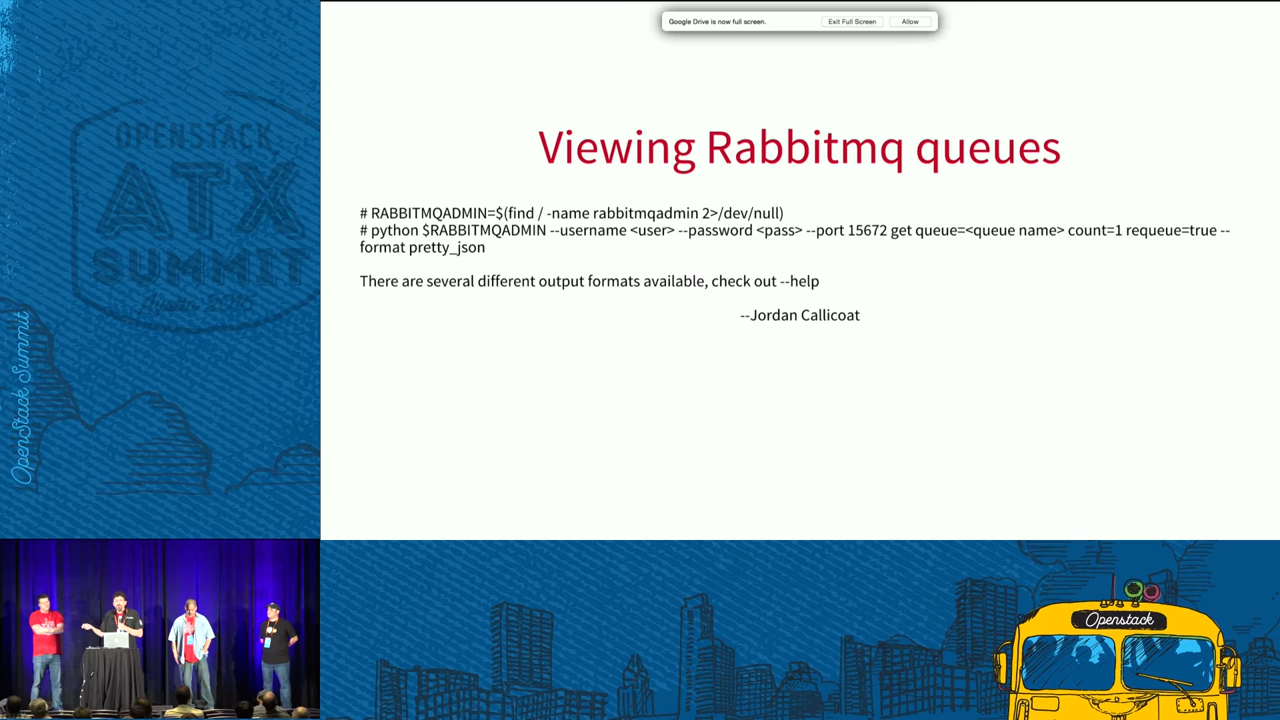 Google Drive is now full screen.
Exit Full Screen
Allow
OPENSTACK
ATX
SUMMIT
OpenStack Summit
Viewing Rabbitmq queues
# RABBITMQADMIN=$(find / -name rabbitmqadmin 2>/dev/null)
# python $RABBITMQADMIN --username <user> --password <pass> --port 15672 get queue=<queue name> count=1 requeue=true --
format pretty_json
There are several different output formats available, check out --help
--Jordan Callicoat
Openstack